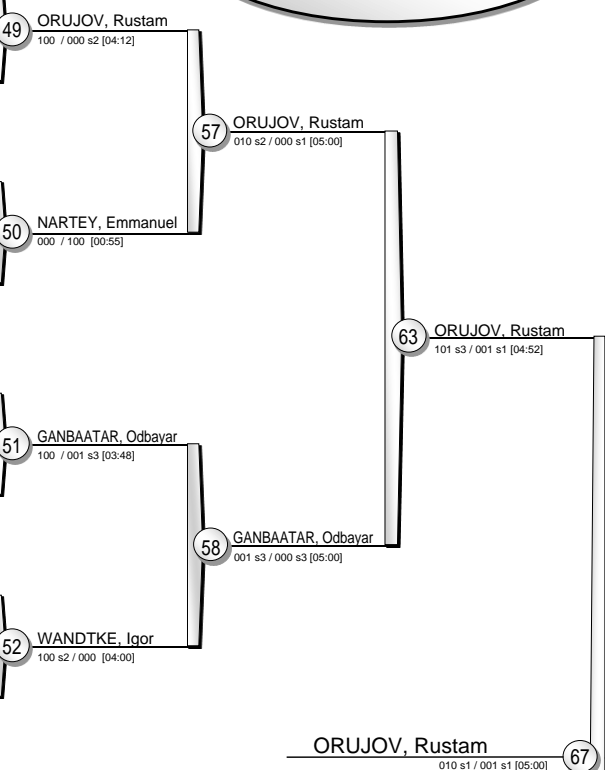 49 ORUJOV, Rustam
100 / 000 s2 [04:12]
57 ORUJOV, Rustam
010 s2 / 000 s1 [05:00]
50 NARTEY, Emmanuel
000 / 100 [00:55]
63 ORUJOV, Rustam
101 s3 / 001 s1 [04:52]
51 GANBAATAR, Odbayar
100 / 001 s3 [03:48]
58 GANBAATAR, Odbayar
001 s3 / 000 s3 [05:00]
52 WANDTKE, Igor
100 s2 / 000 [04:00]
ORUJOV, Rustam 67
010 s1 / 001 s1 [05:00]